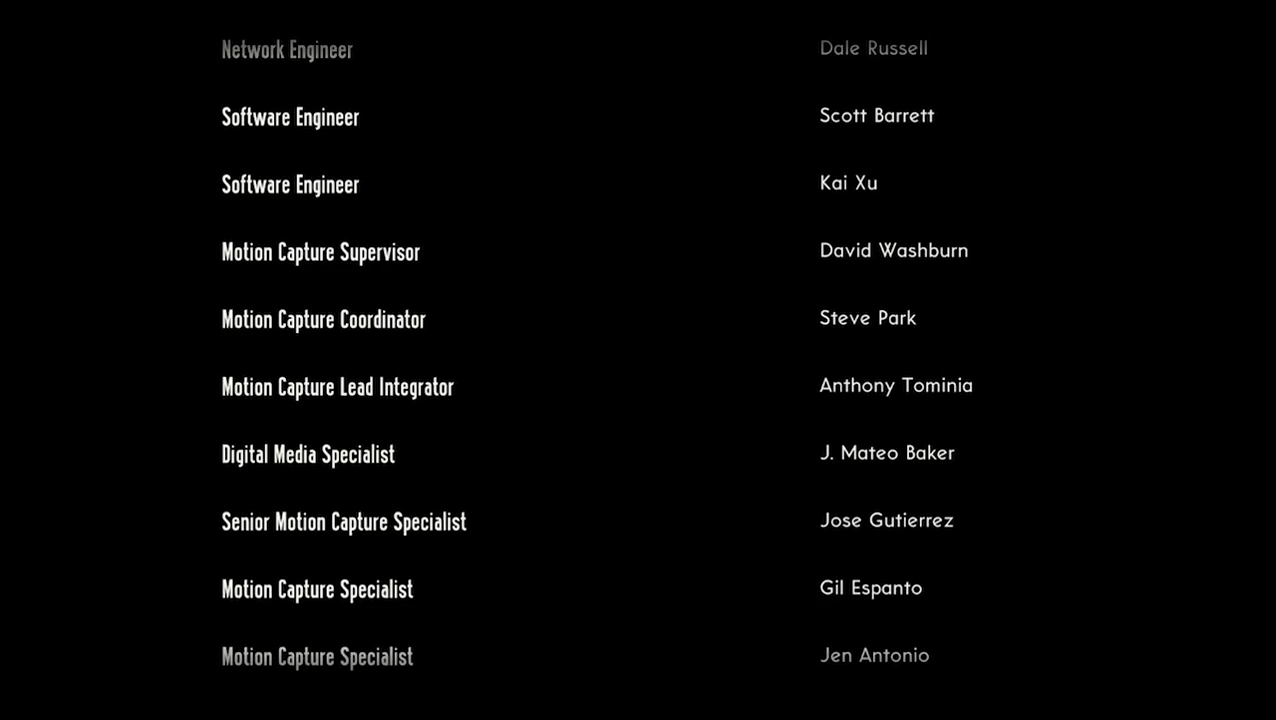 Network Engineer Dale Russell
Software Engineer Scott Barrett
Software Engineer Kai Xu
Motion Capture Supervisor David Washburn
Motion Capture Coordinator Steve Park
Motion Capture Lead Integrator Anthony Tominia
Digital Media Specialist J. Mateo Baker
Senior Motion Capture Specialist Jose Gutierrez
Motion Capture Specialist Gil Espanto
Motion Capture Specialist Jen Antonio